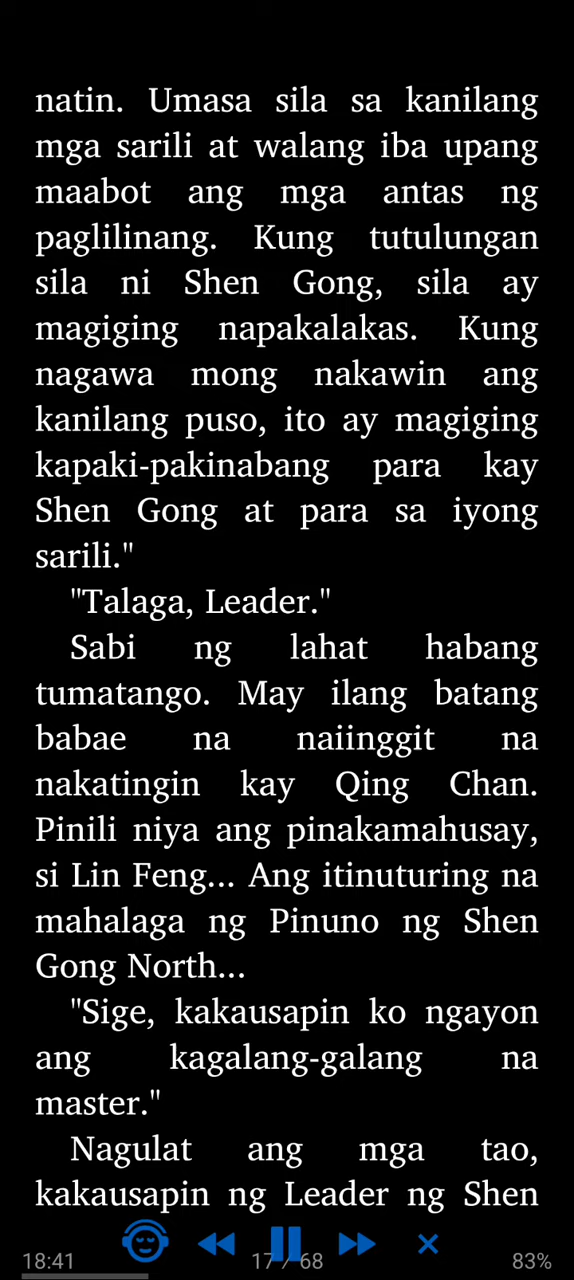 natin. Umasa sila sa kanilang
mga sarili at walang iba upang
maabot ang mga antas ng
paglilinang. Kung tutulungan
sila ni Shen Gong, sila ay
magiging napakalakas. Kung
nagawa mong nakawin ang
kanilang puso, ito ay magiging
kapaki-pakinabang para kay
Shen Gong at para sa iyong
sarili."
"Talaga, Leader."
Sabi ng lahat habang
tumatango. May ilang batang
babae na naiinggit na
nakatingin kay Qing Chan.
Pinili niya ang pinakamahusay,
si Lin Feng... Ang itinuturing na
mahalaga ng Pinuno ng Shen
Gong North...
"Sige, kakausapin ko ngayon
ang kagalang-galang na
master."
Nagulat ang mga tao,
kakausapin ng Leader ng Shen
18:41 17 / 68 83%